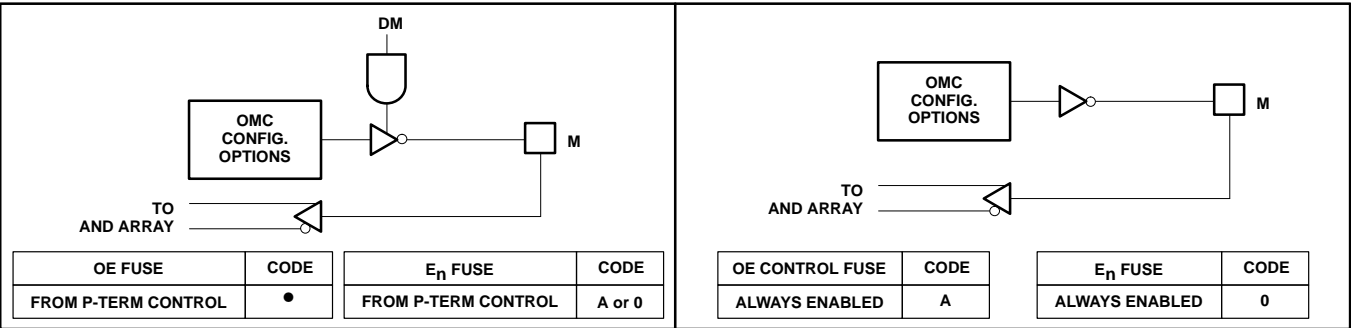 DM
OMC
CONFIG.
OPTIONS
M
TO
AND ARRAY
OE FUSE CODE
FROM P-TERM CONTROL ●
En FUSE CODE
FROM P-TERM CONTROL A or 0
OMC
CONFIG.
OPTIONS
M
TO
AND ARRAY
OE CONTROL FUSE CODE
ALWAYS ENABLED A
En FUSE CODE
ALWAYS ENABLED 0